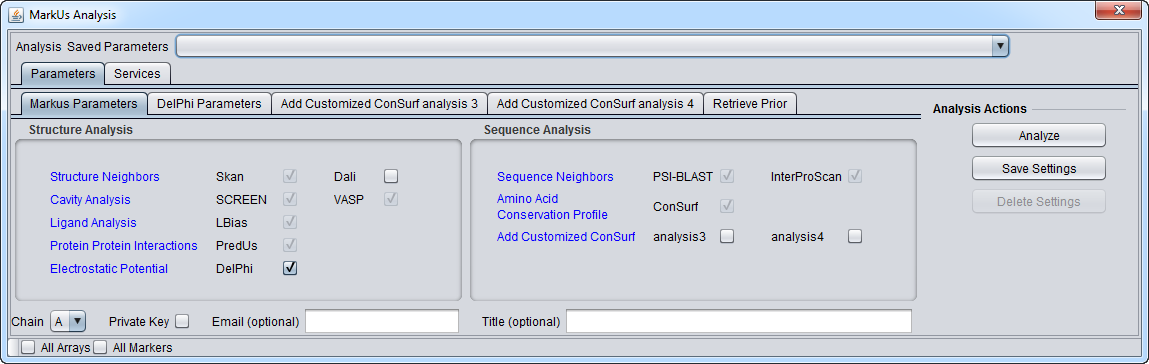 MarkUs Analysis
Analysis Saved Parameters
Parameters Services
Markus Parameters DelPhi Parameters Add Customized ConSurf analysis 3 Add Customized ConSurf analysis 4 Retrieve Prior
Analysis Actions
Structure Analysis Sequence Analysis
Analyze
Structure Neighbors Skan Dali Sequence Neighbors PSI-BLAST InterProScan
Save Settings
Cavity Analysis SCREEN VASP Amino Acid
Conservation Profile ConSurf
Delete Settings
Ligand Analysis LBias
Protein Protein Interactions PredUs Add Customized ConSurf analysis3 analysis4
Electrostatic Potential DelPhi
Chain A Private Key Email (optional) Title (optional)
All Arrays All Markers